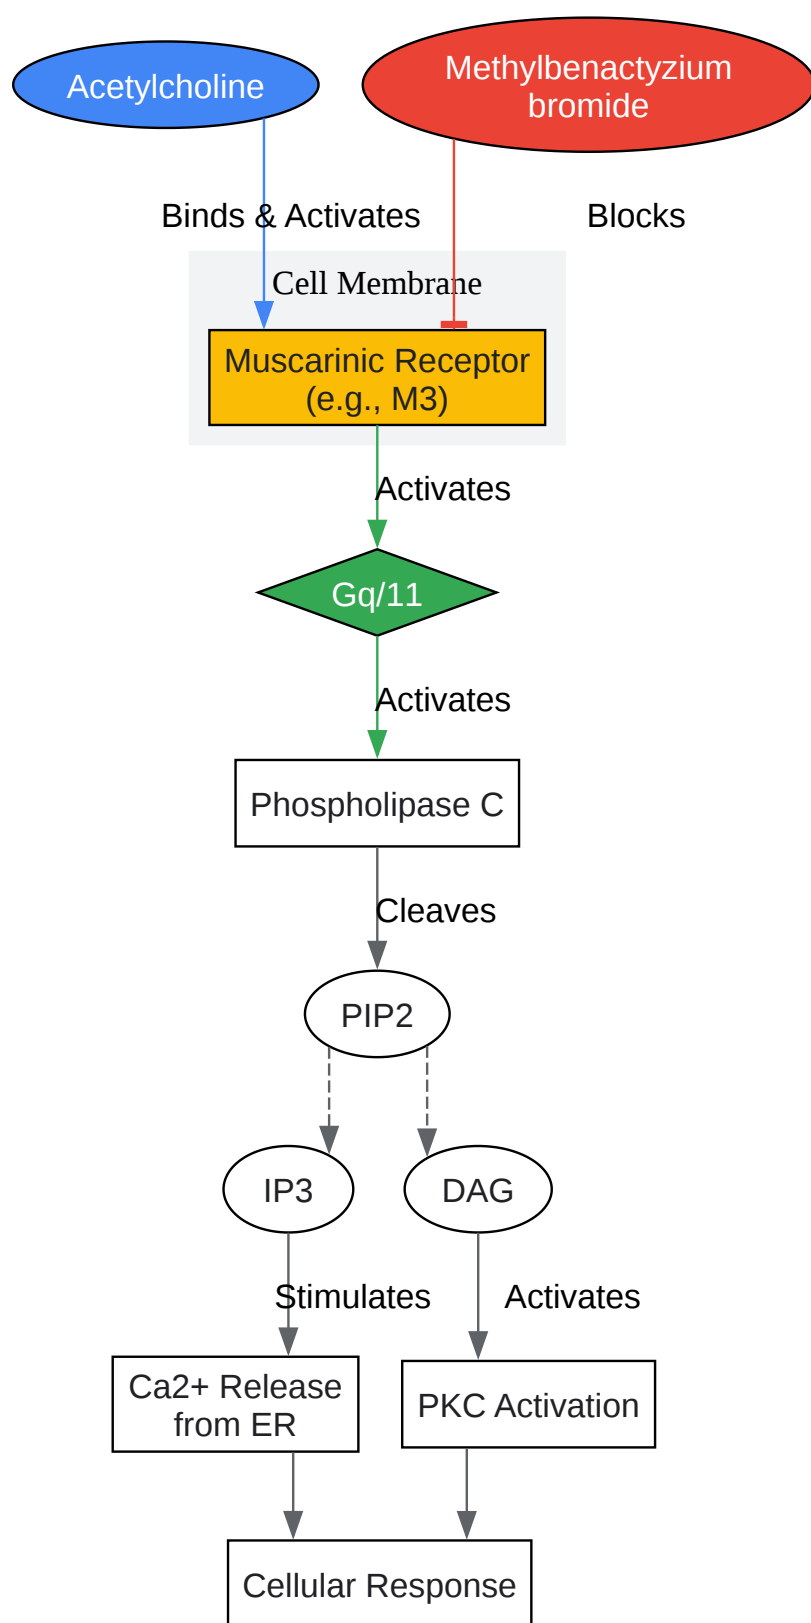 Acetylcholine
Methylbenactyzium
bromide
Binds & Activates
Blocks
Cell Membrane
Muscarinic Receptor
(e.g., M3)
Activates
Gq/11
Activates
Phospholipase C
Cleaves
PIP2
IP3
DAG
Stimulates
Activates
Ca2+ Release
from ER
PKC Activation
Cellular Response